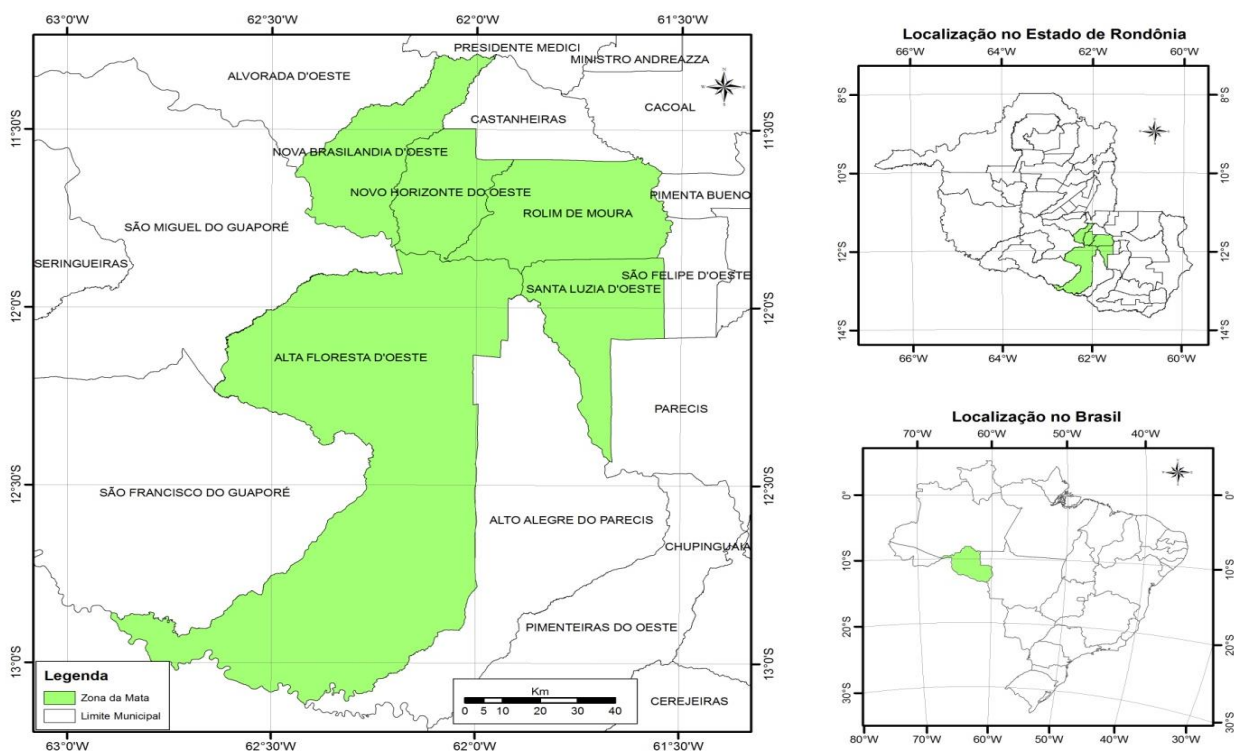 63°0'W 62°30'W 62°0'W 61°30'W
PRESIDENTE MEDICI
MINISTRO ANDREAZZA
ALVORADA D'OESTE
CACOAL
CASTANHEIRAS
11°30'S 11°30'S
NOVA BRASILANDIA D'OESTE
NOVO HORIZONTE DO OESTE
PIMENTA BUENO
ROLIM DE MOURA
SÃO MIGUEL DO GUAPORÉ
SERINGUEIRAS
SÃO FELIPE D'OESTE
SANTA LUZIA D'OESTE
12°0'S 12°0'S
ALTA FLORESTA D'OESTE
PARECIS
12°30'S 12°30'S
SÃO FRANCISCO DO GUAPORÉ
ALTO ALEGRE DO PARECIS
CHUPINGUAIA
PIMENTEIRAS DO OESTE
13°0'S 13°0'S
CEREJEIRAS
Legenda
Zona da Mata
Limite Municipal
Km
0 5 10 20 30 40
63°0'W 62°30'W 62°0'W 61°30'W
Localização no Estado de Rondônia
66°W 64°W 62°W 60°W
8°S 8°S
10°S 10°S
12°S 12°S
14°S 14°S
66°W 64°W 62°W 60°W
Localização no Brasil
70°W 60°W 50°W 40°W
0° 0°
10°S 10°S
20°S 20°S
30°S 30°S
80°W 70°W 60°W 50°W 40°W 30°W